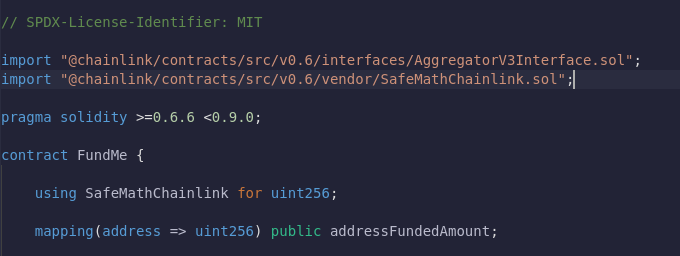 // SPDX-License-Identifier: MIT
import "@chainlink/contracts/src/v0.6/interfaces/AggregatorV3Interface.sol";
import "@chainlink/contracts/src/v0.6/vendor/SafeMathChainlink.sol";
pragma solidity >=0.6.6 <0.9.0;
contract FundMe {
using SafeMathChainlink for uint256;
mapping(address => uint256) public addressFundedAmount;